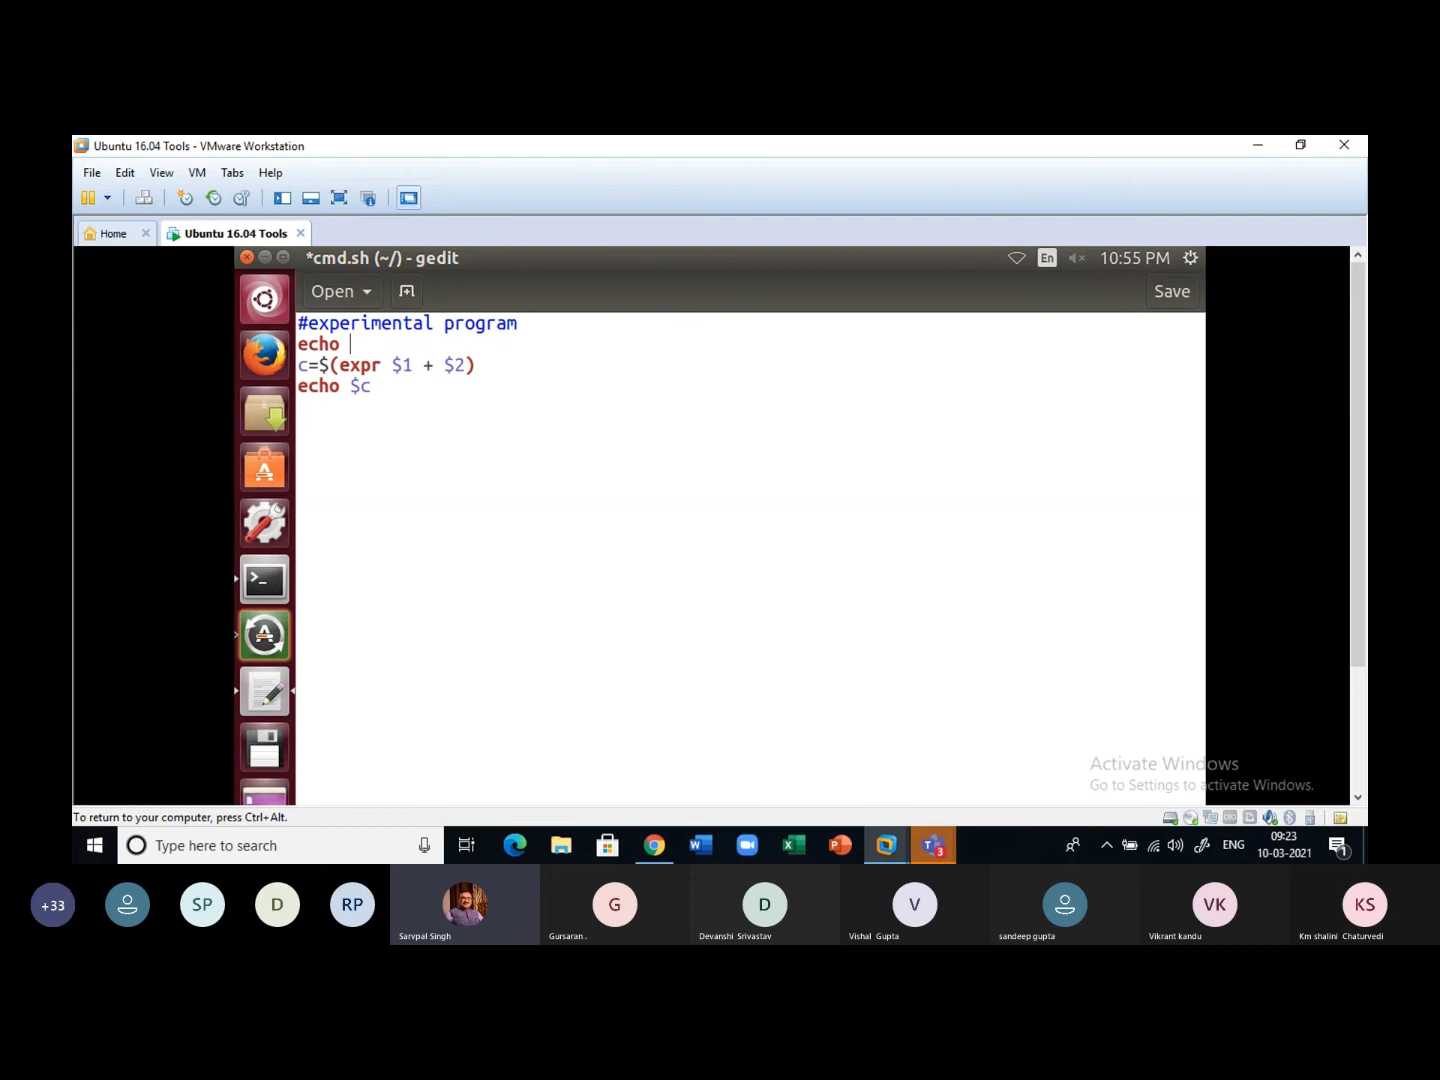 Ubuntu 16.04 Tools - VMware Workstation
File Edit View VM Tabs Help
Home
Ubuntu 16.04 Tools
*cmd.sh (~/) - gedit
En
10:55 PM
Open
Save
#experimental program
echo
c=$(expr $1 + $2)
echo $c
Activate Windows
Go to Settings to activate Windows.
To return to your computer, press Ctrl+Alt.
Type here to search
3
ENG
09:23
10-03-2021
1
+33
SP
D
RP
G
D
V
VK
KS
Sarvpal Singh
Gursaran .
Devanshi Srivastav
Vishal Gupta
sandeep gupta
Vikrant kandu
Km shalini Chaturvedi